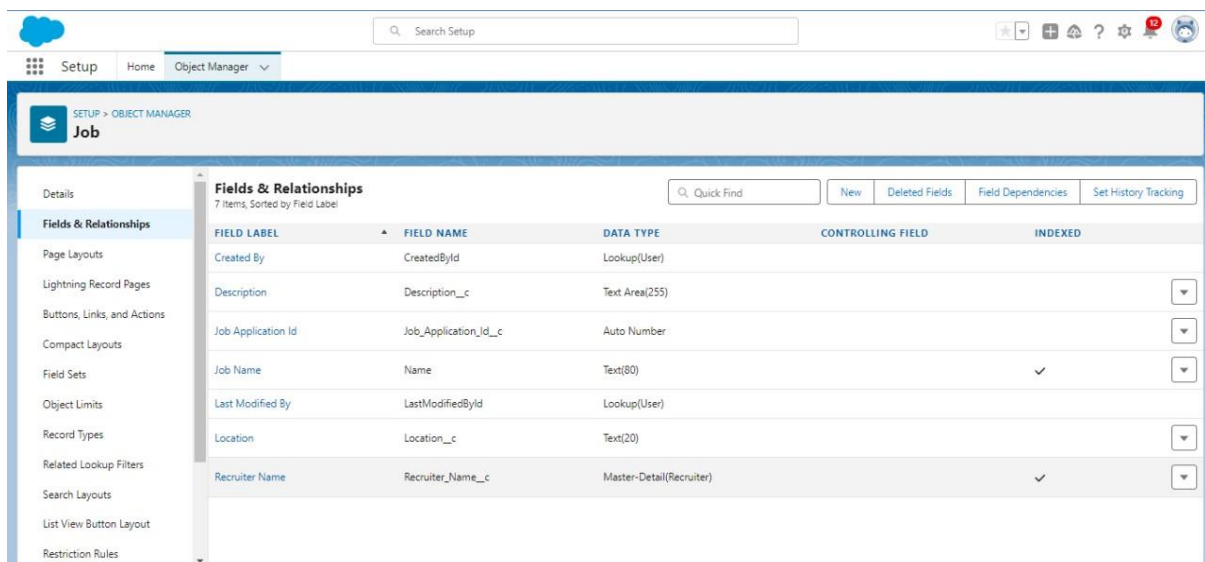 Search Setup
12
Setup Home Object Manager
SETUP > OBJECT MANAGER
Job
Details
Fields & Relationships
Page Layouts
Lightning Record Pages
Buttons, Links, and Actions
Compact Layouts
Field Sets
Object Limits
Record Types
Related Lookup Filters
Search Layouts
List View Button Layout
Restriction Rules
Fields & Relationships
7 Items, Sorted by Field Label
Quick Find New Deleted Fields Field Dependencies Set History Tracking
FIELD LABEL FIELD NAME DATA TYPE CONTROLLING FIELD INDEXED
Created By CreatedById Lookup(User)
Description Description__c Text Area(255)
Job Application Id Job_Application_Id__c Auto Number
Job Name Name Text(80)
Last Modified By LastModifiedById Lookup(User)
Location Location__c Text(20)
Recruiter Name Recruiter_Name__c Master-Detail(Recruiter)